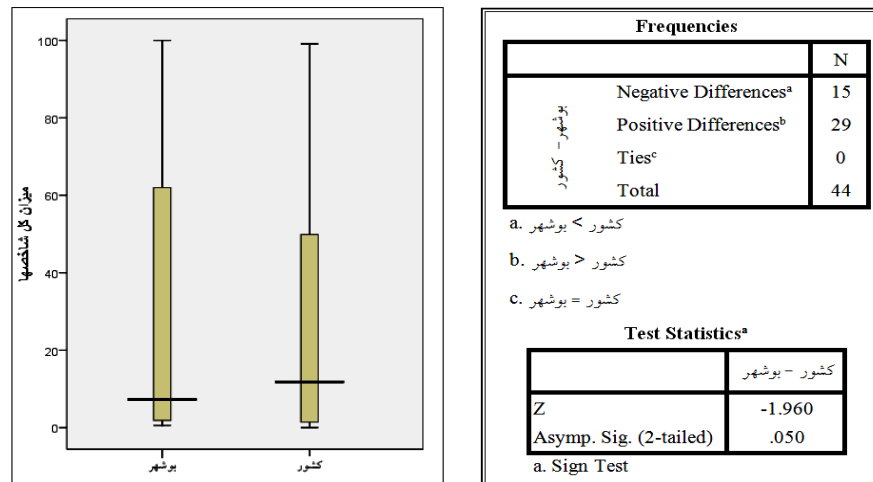 میزان کل شاخصها
100
80
60
40
20
0
بوشهر
کشور
Frequencies
N
بوشهر – کشور
Negative Differencesᵃ 15
Positive Differencesᵇ 29
Tiesᶜ 0
Total 44
a. کشور < بوشهر
b. کشور > بوشهر
c. کشور = بوشهر
Test Statisticsᵃ
کشور – بوشهر
Z -1.960
Asymp. Sig. (2-tailed) .050
a. Sign Test